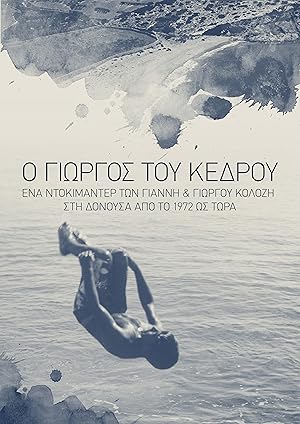 Ο ΓΙΩΡΓΟΣ ΤΟΥ ΚΕΔΡΟΥ
ΕΝΑ ΝΤΟΚΙΜΑΝΤΕΡ ΤΩΝ ΓΙΑΝΝΗ & ΓΙΩΡΓΟΥ ΚΟΛΟΖΗ
ΣΤΗ ΔΟΝΟΥΣΑ ΑΠΟ ΤΟ 1972 ΩΣ ΤΩΡΑ